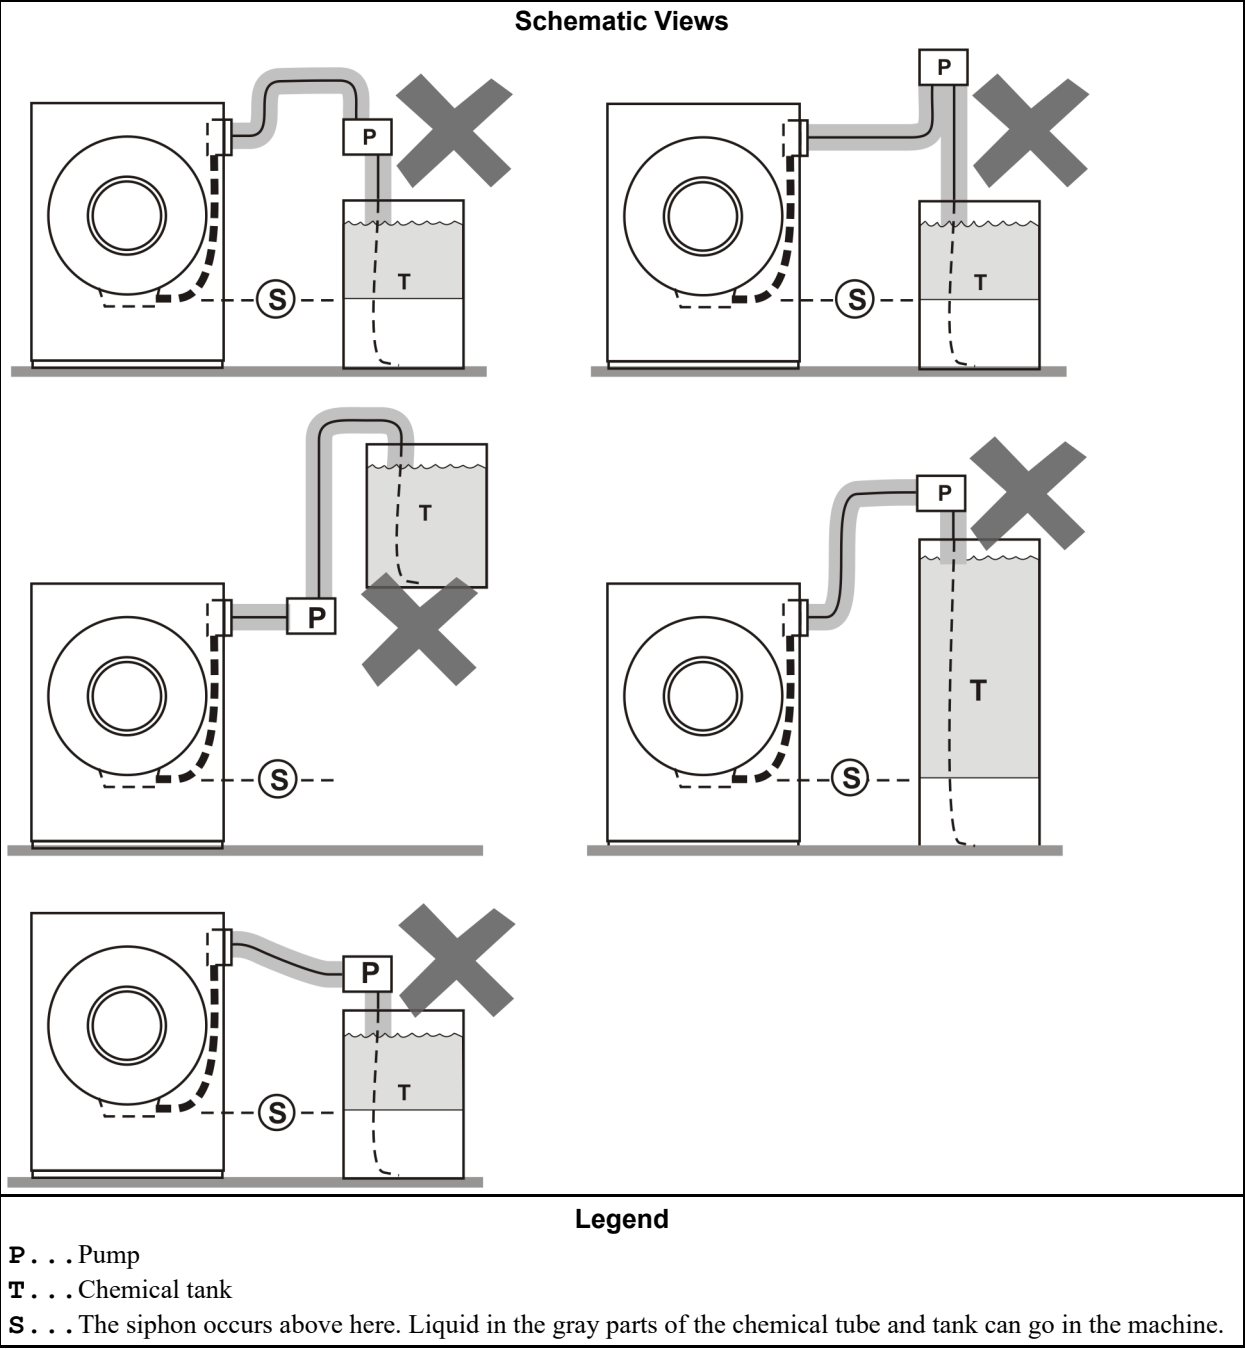 Schematic Views
P
T
S
P
T
S
T
P
S
P
T
S
P
T
S
Legend
P...Pump
T...Chemical tank
S...The siphon occurs above here. Liquid in the gray parts of the chemical tube and tank can go in the machine.